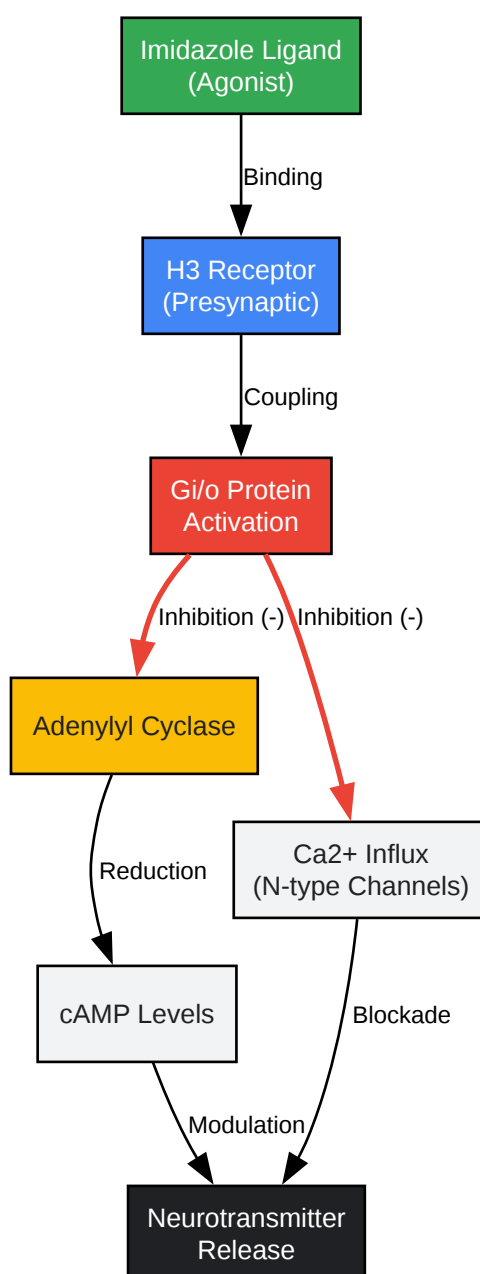 Imidazole Ligand
(Agonist)
Binding
H3 Receptor
(Presynaptic)
Coupling
Gi/o Protein
Activation
Inhibition (-)
Inhibition (-)
Adenylyl Cyclase
Ca2+ Influx
(N-type Channels)
Reduction
cAMP Levels
Blockade
Modulation
Neurotransmitter
Release